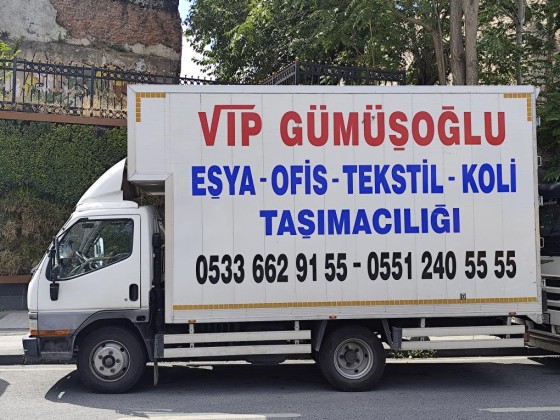 VIP GÜMÜŞOĞLU
EŞYA - OFİS - TEKSTİL - KOLİ
TAŞIMACILIĞI
0533 662 91 55 - 0551 240 55 55